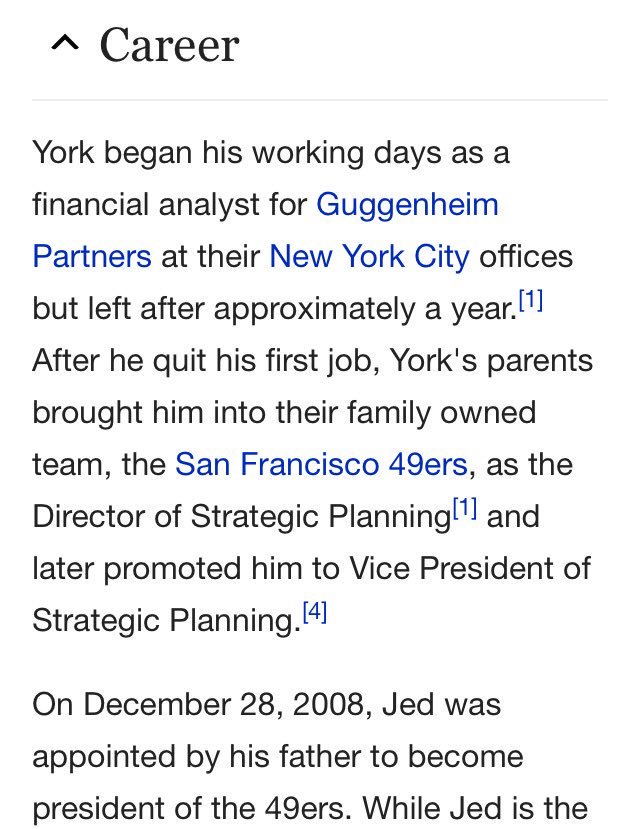 Career
York began his working days as a
financial analyst for Guggenheim
Partners at their New York City offices
but left after approximately a year.[1]
After he quit his first job, York's parents
brought him into their family owned
team, the San Francisco 49ers, as the
Director of Strategic Planning[1] and
later promoted him to Vice President of
Strategic Planning.[4]
On December 28, 2008, Jed was
appointed by his father to become
president of the 49ers. While Jed is the